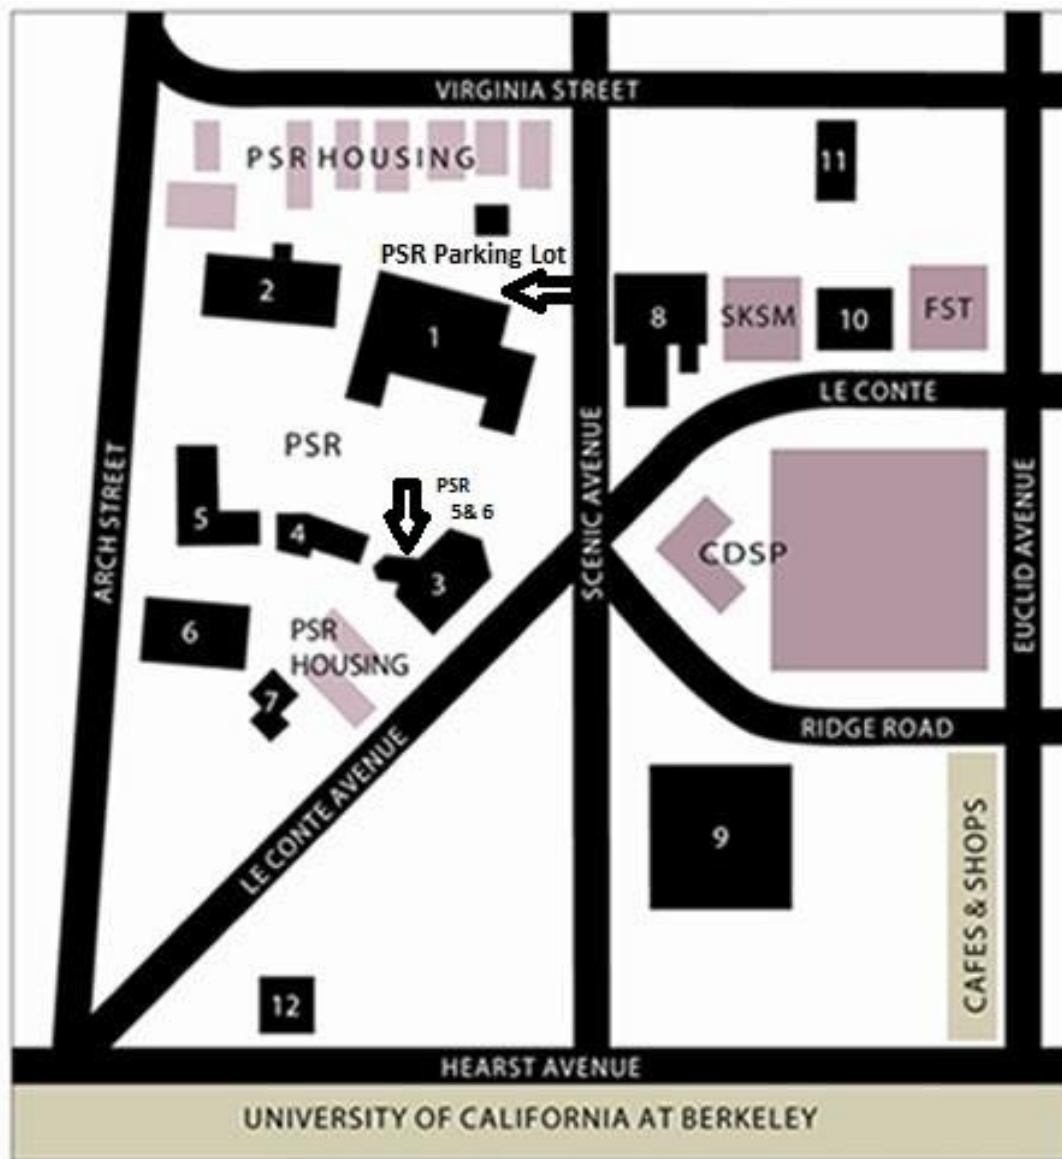 VIRGINIA STREET
PSR HOUSING
11
PSR Parking Lot
2
1
8
SKSM
10
FST
LE CONTE
PSR
ARCH STREET
SCENIC AVENUE
EUCLID AVENUE
PSR
5& 6
5
4
3
CDSP
6
PSR
HOUSING
7
RIDGE ROAD
LE CONTE AVENUE
9
CAFES & SHOPS
12
HEARST AVENUE
UNIVERSITY OF CALIFORNIA AT BERKELEY